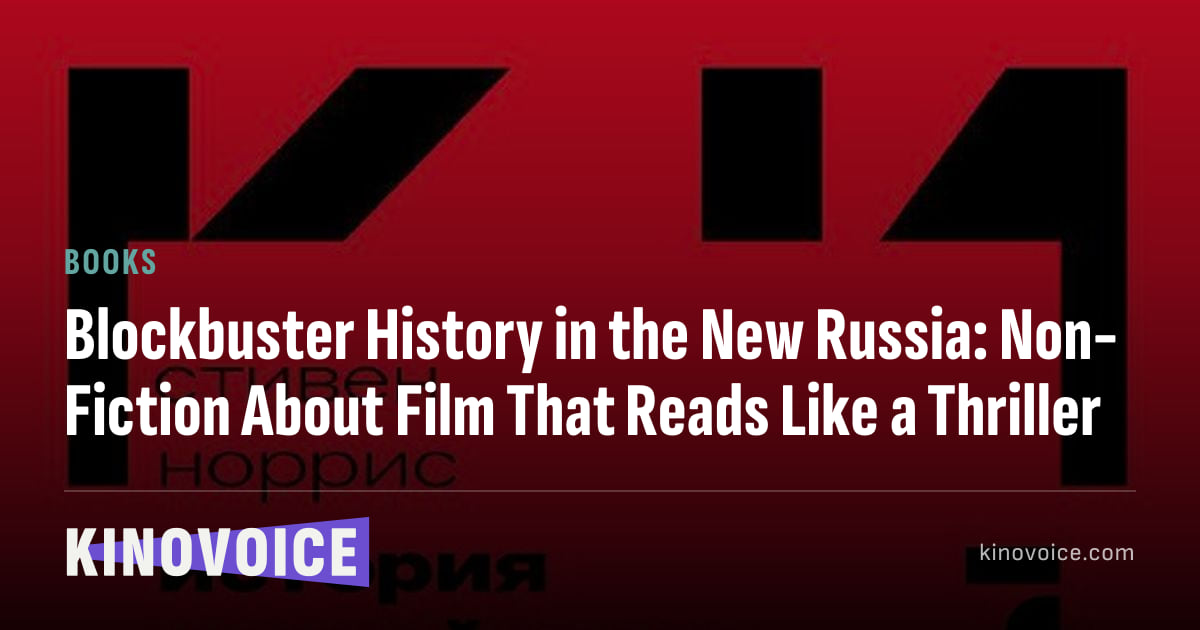 BOOKS
Blockbuster History in the New Russia: Non-
стивен
Fiction About Film That Reads Like a Thriller
норрис
KINOVOICE
kinovoice.com
история